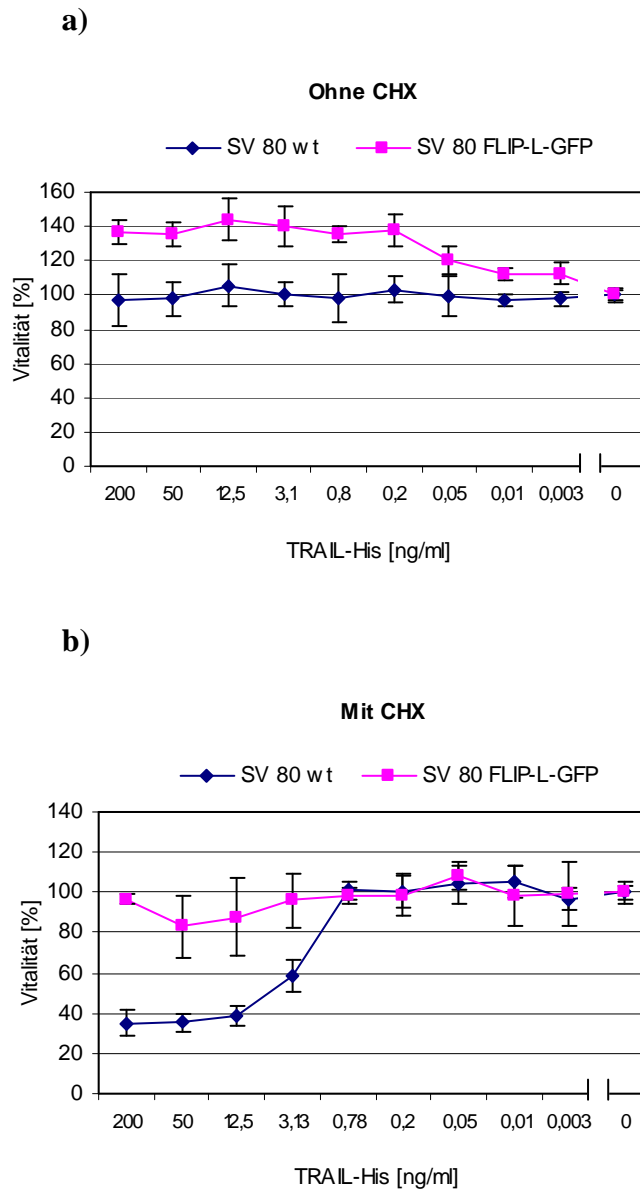 a)
Ohne CHX
SV 80 wt SV 80 FLIP-L-GFP
160
140
120
100
80
60
40
20
0
Vitalität [%]
200 50 12,5 3,1 0,8 0,2 0,05 0,01 0,003 0
TRAIL-His [ng/ml]
b)
Mit CHX
SV 80 wt SV 80 FLIP-L-GFP
140
120
100
80
60
40
20
0
Vitalität [%]
200 50 12,5 3,13 0,78 0,2 0,05 0,01 0,003 0
TRAIL-His [ng/ml]